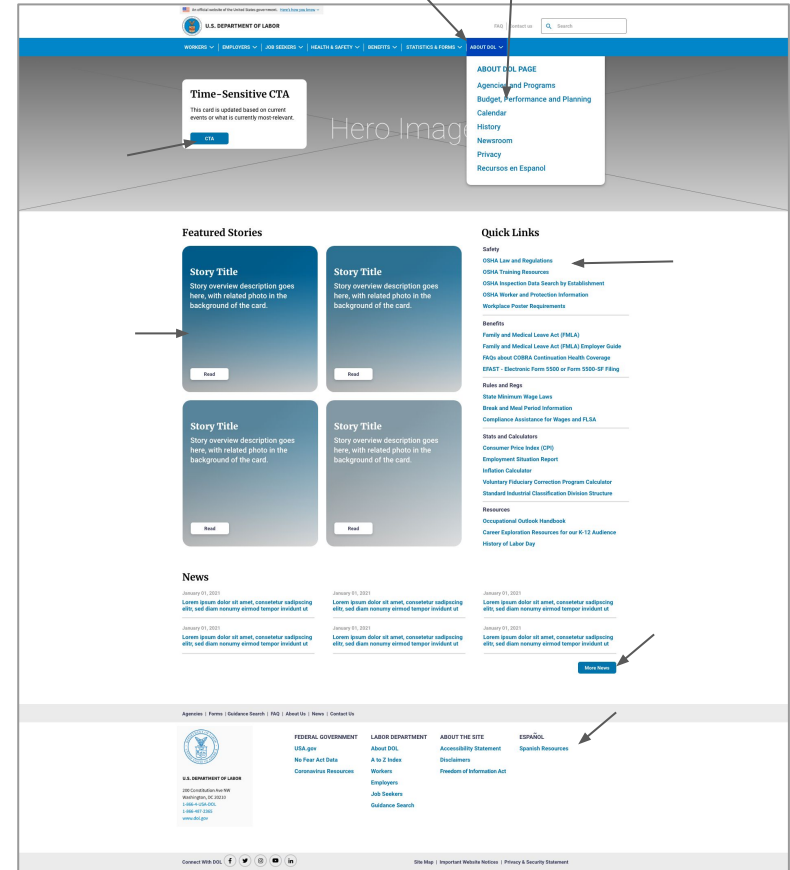 An official website of the United States government. Here's how you know
U.S. DEPARTMENT OF LABOR
FAQ | Contact us
Search
WORKERS | EMPLOYERS | JOB SEEKERS | HEALTH & SAFETY | BENEFITS | STATISTICS & FORMS | ABOUT DOL
ABOUT DOL PAGE
Agencies and Programs
Budget, Performance and Planning
Calendar
History
Newsroom
Privacy
Recursos en Espanol
Time-Sensitive CTA
This card is updated based on current
events or what is currently most-relevant.
CTA
Hero Imag
Featured Stories
Story Title
Story overview description goes
here, with related photo in the
background of the card.
Read
Story Title
Story overview description goes
here, with related photo in the
background of the card.
Read
Story Title
Story overview description goes
here, with related photo in the
background of the card.
Read
Story Title
Story overview description goes
here, with related photo in the
background of the card.
Read
Quick Links
Safety
OSHA Law and Regulations
OSHA Training Resources
OSHA Inspection Data Search by Establishment
OSHA Worker and Protection Information
Workplace Poster Requirements
Benefits
Family and Medical Leave Act (FMLA)
Family and Medical Leave Act (FMLA) Employer Guide
FAQs about COBRA Continuation Health Coverage
EFAST - Electronic Form 5500 or Form 5500-SF Filing
Rules and Regs
State Minimum Wage Laws
Break and Meal Period Information
Compliance Assistance for Wages and FLSA
Stats and Calculators
Consumer Price Index (CPI)
Employment Situation Report
Inflation Calculator
Voluntary Fiduciary Correction Program Calculator
Standard Industrial Classification Division Structure
Resources
Occupational Outlook Handbook
Career Exploration Resources for our K-12 Audience
History of Labor Day
News
January 01, 2021
Lorem ipsum dolor sit amet, consetetur sadipscing
elitr, sed diam nonumy eirmod tempor invidunt ut
January 01, 2021
Lorem ipsum dolor sit amet, consetetur sadipscing
elitr, sed diam nonumy eirmod tempor invidunt ut
January 01, 2021
Lorem ipsum dolor sit amet, consetetur sadipscing
elitr, sed diam nonumy eirmod tempor invidunt ut
January 01, 2021
Lorem ipsum dolor sit amet, consetetur sadipscing
elitr, sed diam nonumy eirmod tempor invidunt ut
January 01, 2021
Lorem ipsum dolor sit amet, consetetur sadipscing
elitr, sed diam nonumy eirmod tempor invidunt ut
January 01, 2021
Lorem ipsum dolor sit amet, consetetur sadipscing
elitr, sed diam nonumy eirmod tempor invidunt ut
More News
Agencies | Forms | Guidance Search | FAQ | About Us | News | Contact Us
U.S. DEPARTMENT OF LABOR
200 Constitution Ave NW
Washington, DC 20210
1-866-4-USA-DOL
1-866-487-2365
www.dol.gov
FEDERAL GOVERNMENT
USA.gov
No Fear Act Data
Coronavirus Resources
LABOR DEPARTMENT
About DOL
A to Z Index
Workers
Employers
Job Seekers
Guidance Search
ABOUT THE SITE
Accessibility Statement
Disclaimers
Freedom of Information Act
ESPAÑOL
Spanish Resources
Connect With DOL
Site Map | Important Website Notices | Privacy & Security Statement